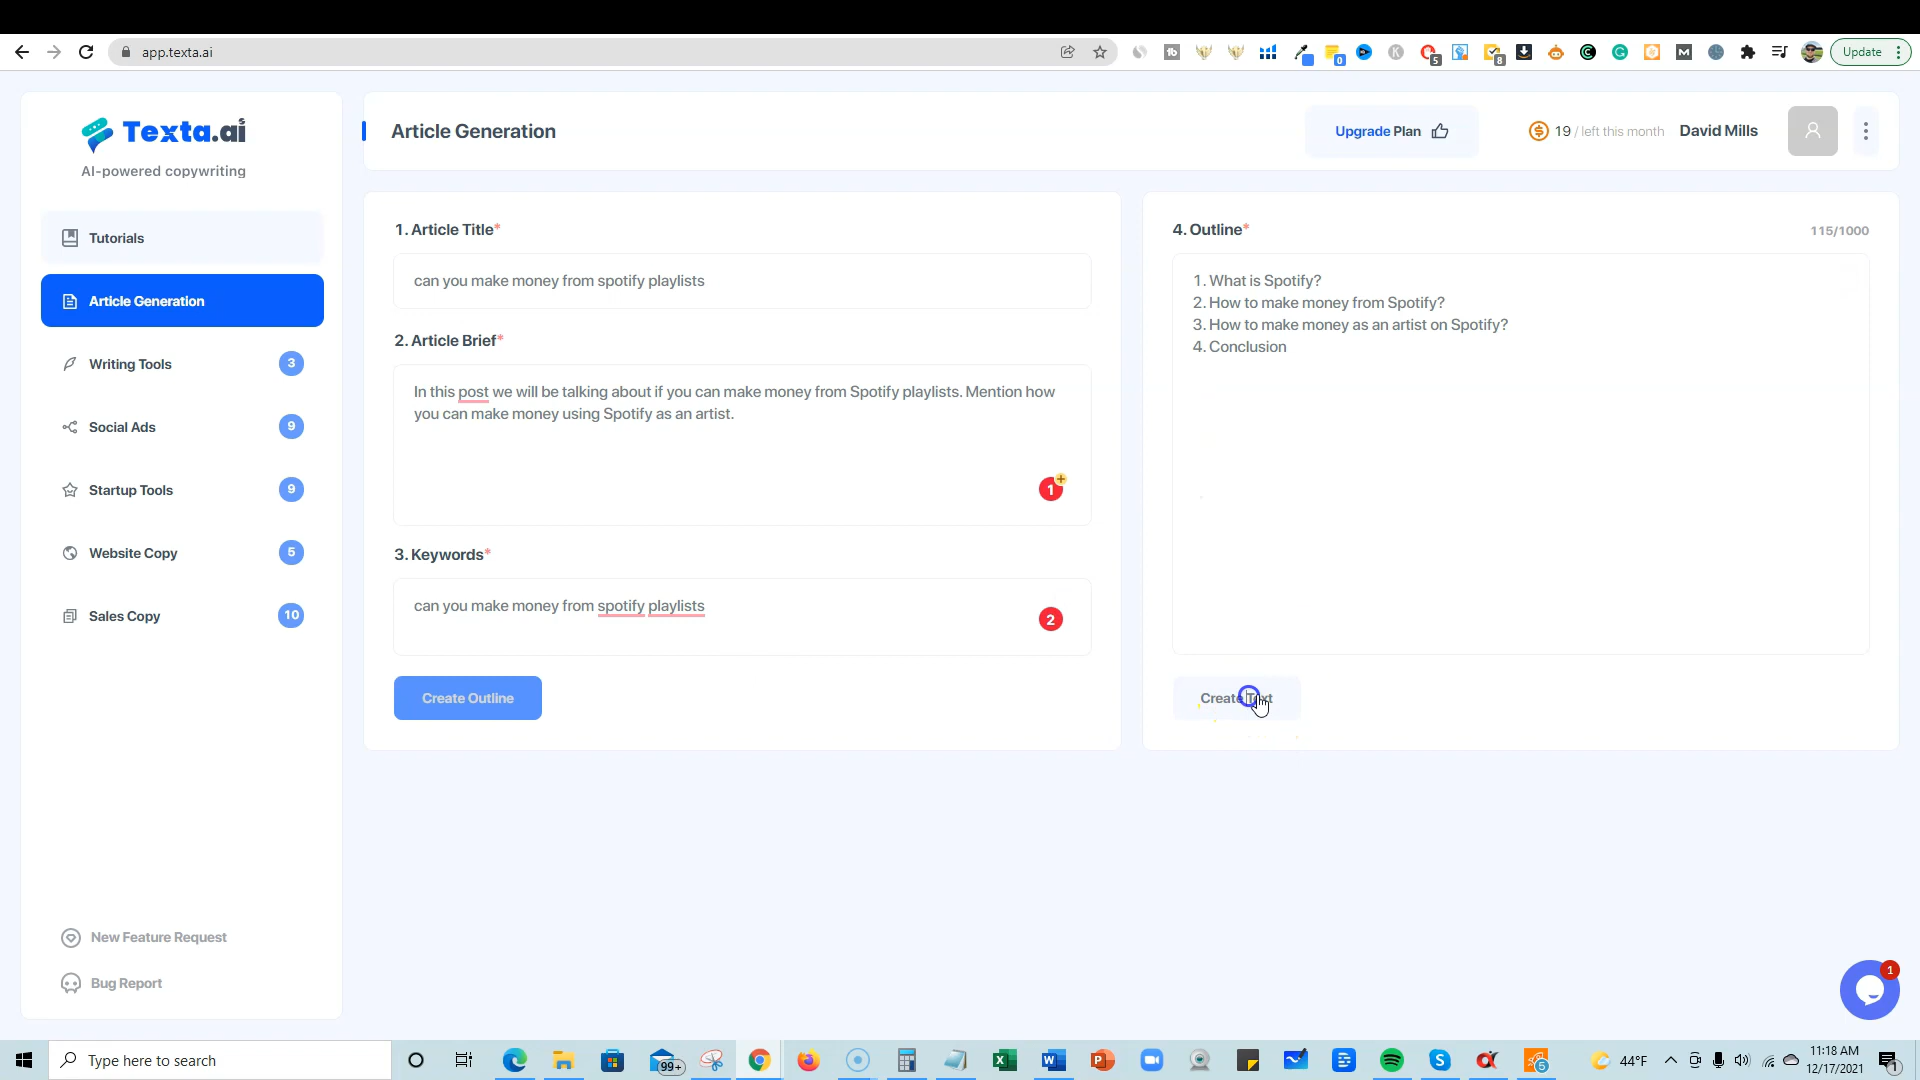 app.texta.ai
Update
0
5
8
Texta.ai
AI-powered copywriting
Tutorials
Article Generation
Writing Tools
3
Social Ads
9
Startup Tools
9
Website Copy
5
Sales Copy
10
New Feature Request
Bug Report
Article Generation
Upgrade Plan
19 / left this month
David Mills
1. Article Title*
can you make money from spotify playlists
2. Article Brief*
In this post we will be talking about if you can make money from Spotify playlists. Mention how
you can make money using Spotify as an artist.
1
3. Keywords*
can you make money from spotify playlists
2
Create Outline
4. Outline*
115/1000
1. What is Spotify?
2. How to make money from Spotify?
3. How to make money as an artist on Spotify?
4. Conclusion
Create Text
1
Type here to search
99+
5
44°F
11:18 AM
12/17/2021
1